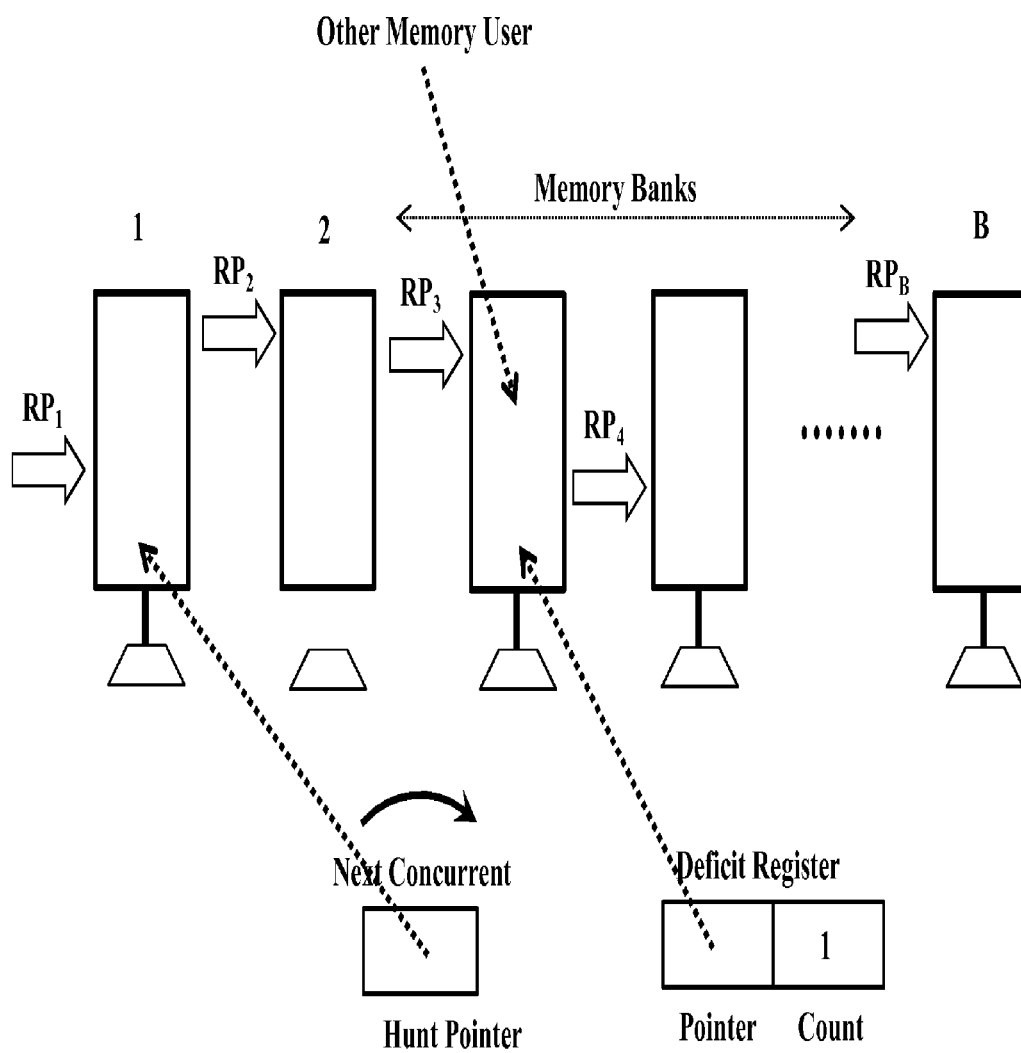 Other Memory User
Memory Banks
1
2
B
RP₂
RP₃
RP_B
RP₁
RP₄
.......
Next Concurrent
Deficit Register
1
Hunt Pointer
Pointer
Count